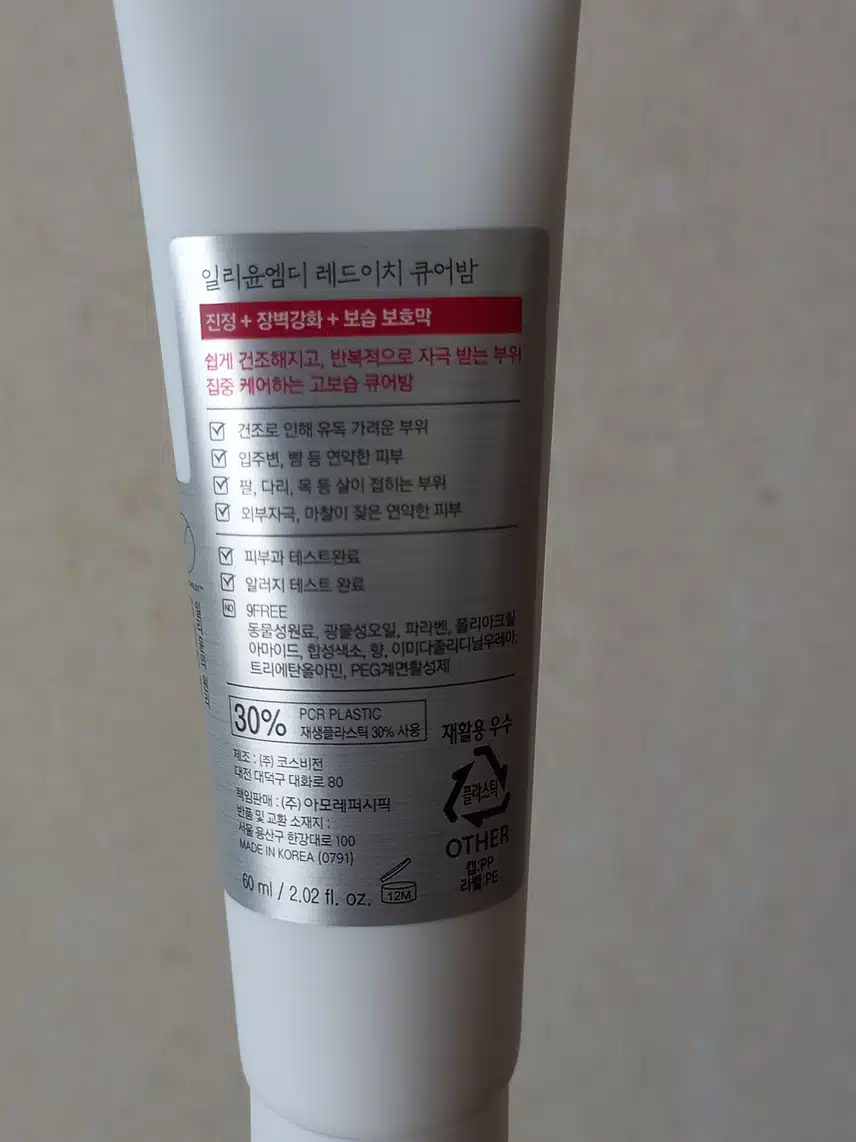 일리윤엠디 레드이치 큐어밤
진정 + 장벽강화 + 보습 보호막
쉽게 건조해지고, 반복적으로 자극 받는 부위
집중 케어하는 고보습 큐어밤
건조로 인해 유독 가려운 부위
입주변, 뺨 등 연약한 피부
팔, 다리, 목 등 살이 접히는 부위
외부자극, 마찰이 잦은 연약한 피부
피부과 테스트완료
알러지 테스트 완료
NO 9FREE
동물성원료, 광물성오일, 파라벤, 폴리아크릴
아마이드, 합성색소, 향, 이미다졸리디닐우레아,
트리에탄올아민, PEG계면활성제
30% PCR PLASTIC
재생플라스틱 30% 사용
제조 : (주) 코스비전
대전 대덕구 대화로 80
책임판매 : (주) 아모레퍼시픽
반품 및 교환 소재지 :
서울 용산구 한강대로 100
MADE IN KOREA (0791)
60 ml / 2.02 fl. oz.
12M
재활용 우수
플라스틱
OTHER
캡:PP
라벨:PE